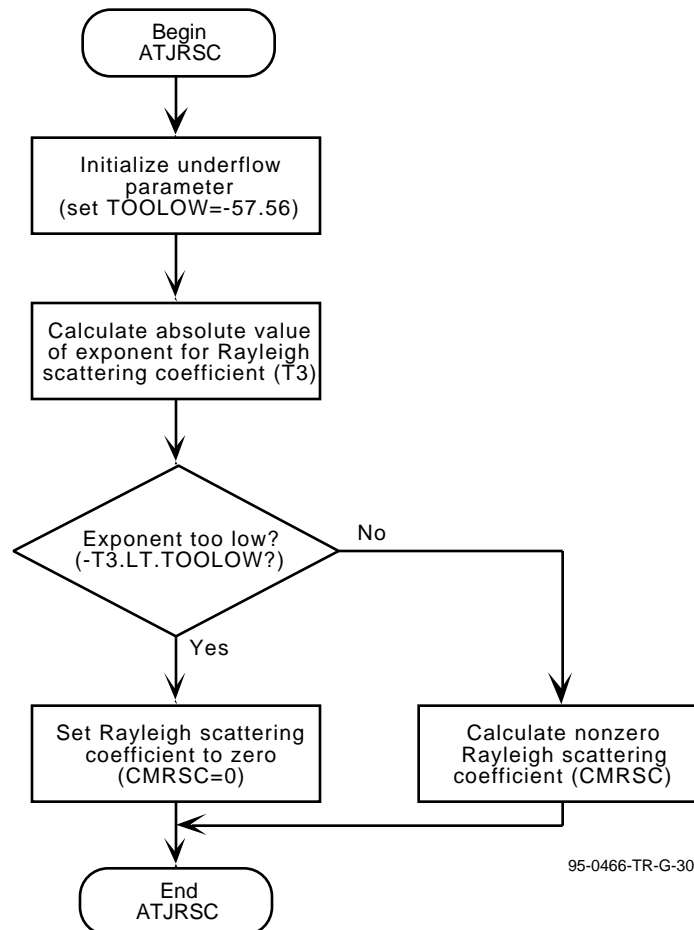 Begin
ATJRSC
Initialize underflow
parameter
(set TOOLOW=-57.56)
Calculate absolute value
of exponent for Rayleigh
scattering coefficient (T3)
Exponent too low?
(-T3.LT.TOOLOW?)
No
Yes
Set Rayleigh scattering
coefficient to zero
(CMRSC=0)
Calculate nonzero
Rayleigh scattering
coefficient (CMRSC)
End
ATJRSC
95-0466-TR-G-30